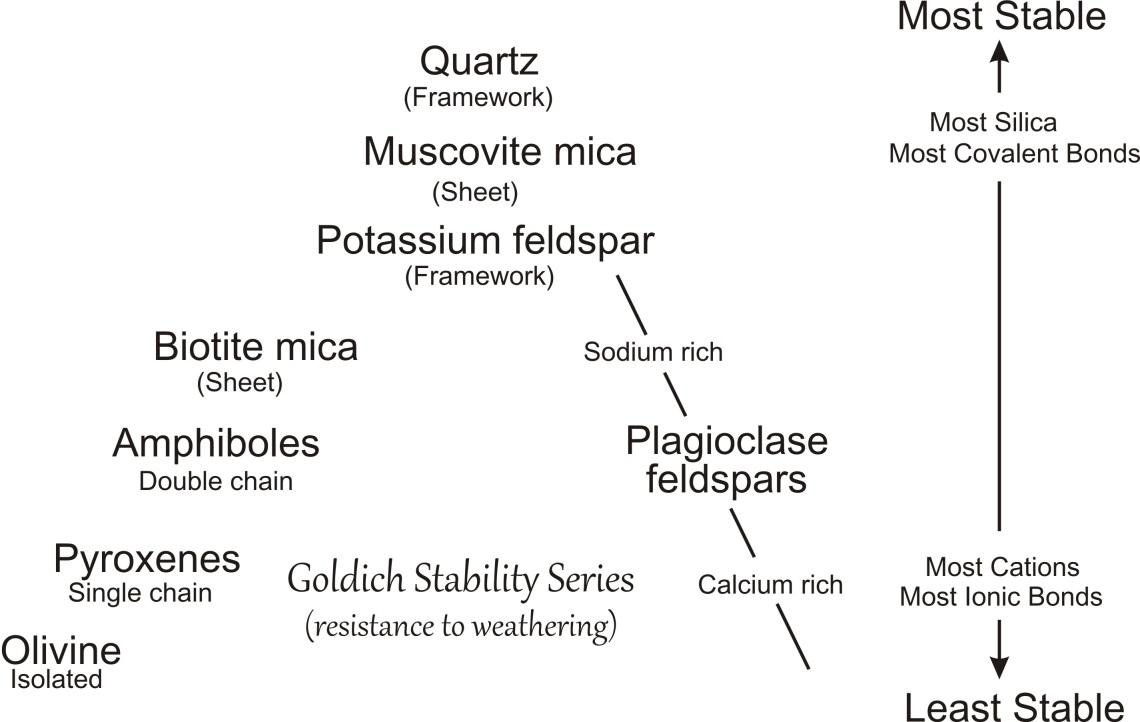 Most Stable
Quartz
(Framework)
Most Silica
Most Covalent Bonds
Muscovite mica
(Sheet)
Potassium feldspar
(Framework)
Biotite mica
(Sheet)
Sodium rich
Amphiboles
Double chain
Plagioclase
feldspars
Pyroxenes
Single chain
Goldich Stability Series
(resistance to weathering)
Calcium rich
Most Cations
Most Ionic Bonds
Olivine
Isolated
Least Stable